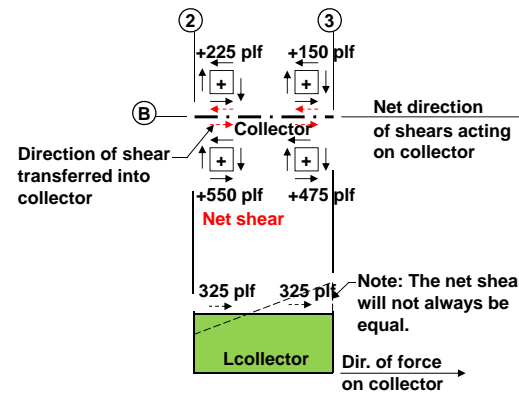 2 3
+225 plf +150 plf
+ +
B
Collector
Net direction
of shears acting
on collector
Direction of shear
transferred into
collector
+ +
+550 plf +475 plf
Net shear
325 plf 325 plf
Note: The net shear
will not always be
equal.
Lcollector
Dir. of force
on collector